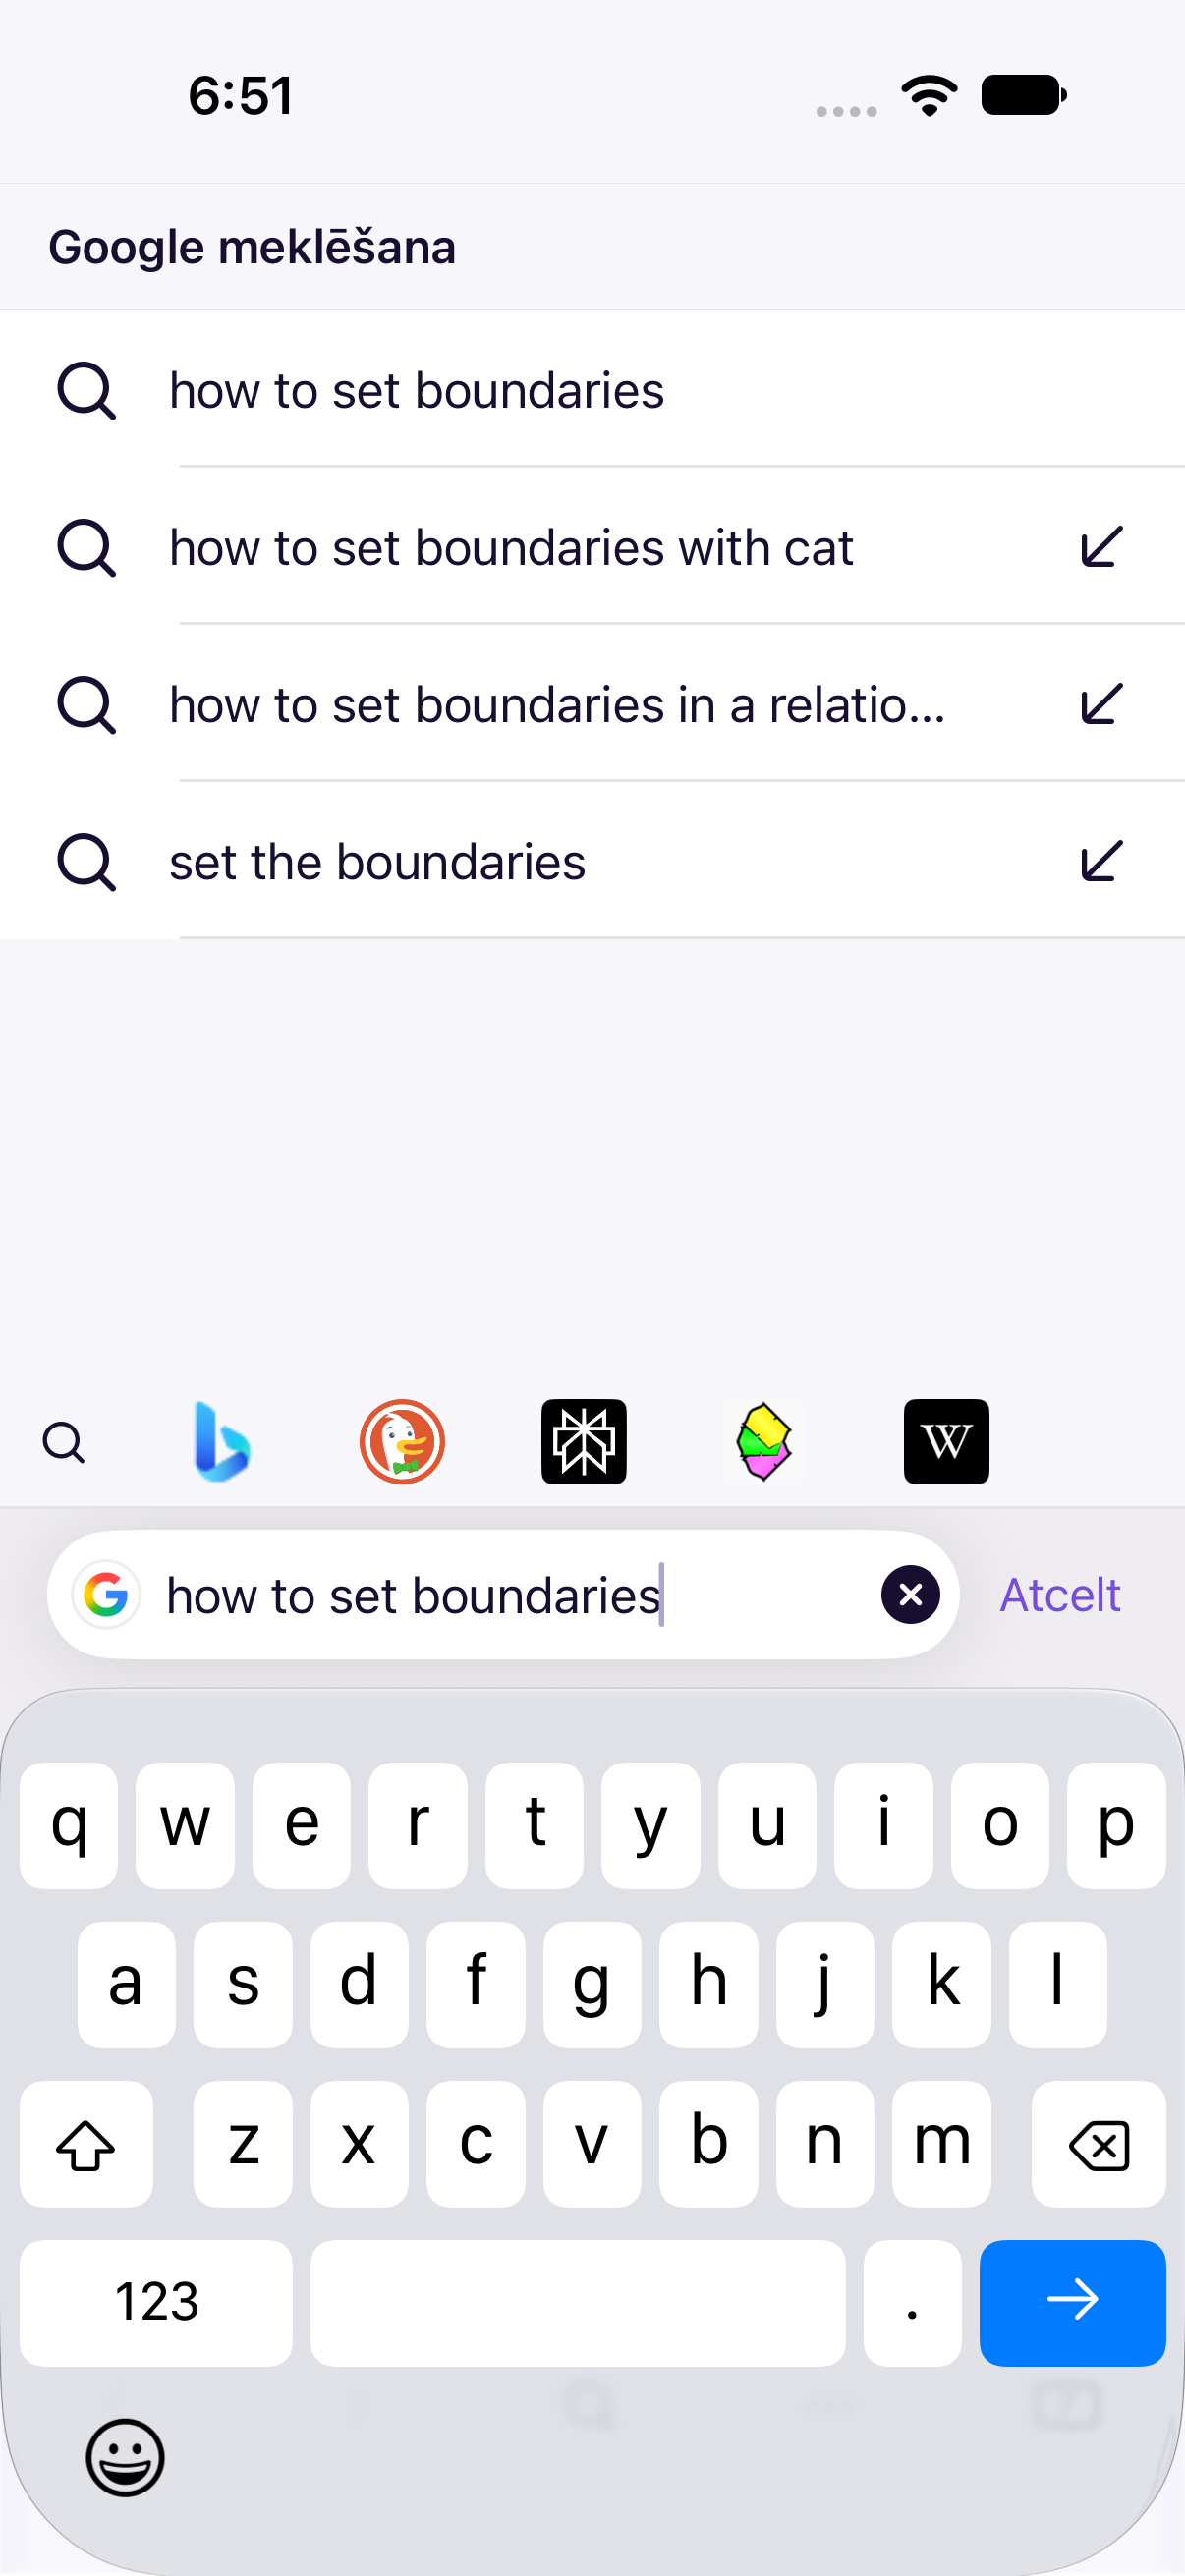 6:51
Google meklēšana
how to set boundaries
how to set boundaries with cat
how to set boundaries in a relatio...
set the boundaries
W
how to set boundaries
Atcelt
q w e r t y u i o p
a s d f g h j k l
z x c v b n m
123 .